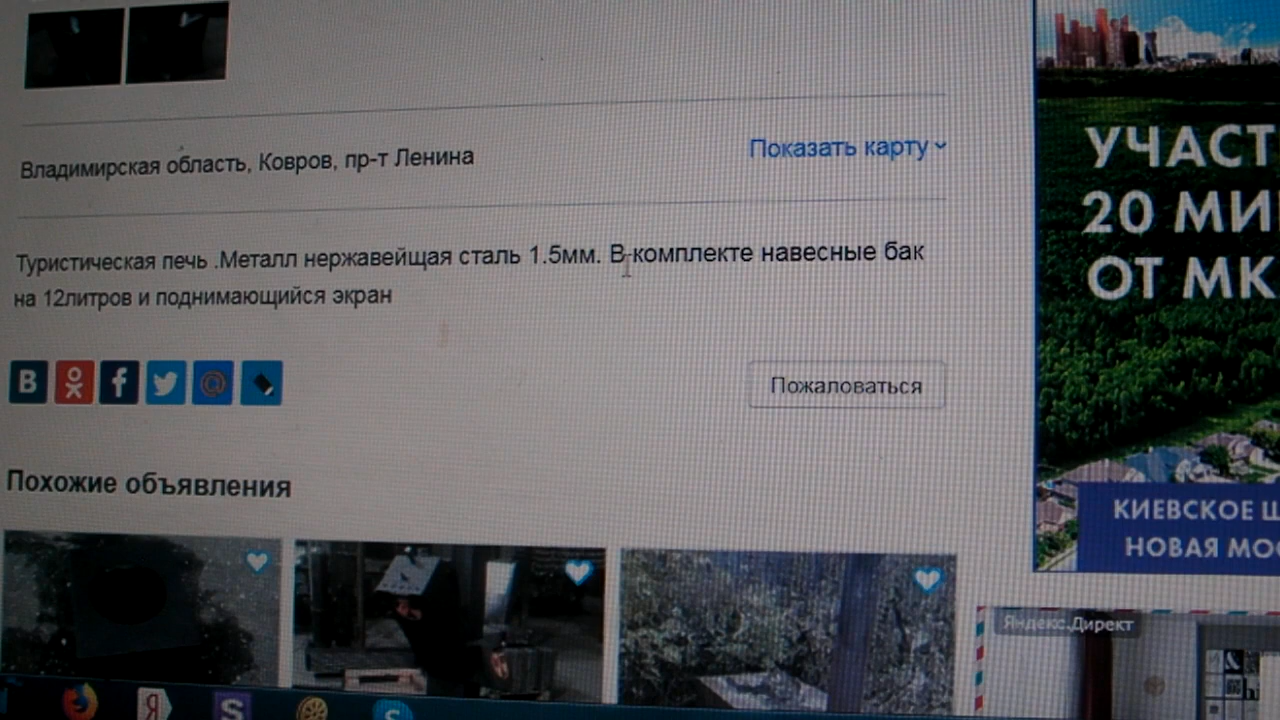 Владимирская область, Ковров, пр-т Ленина
Показать карту
Туристическая печь .Металл нержавейщая сталь 1.5мм. В комплекте навесные бак
на 12литров и поднимающийся экран
Пожаловаться
Похожие объявления
УЧАСТ
20 МИ
ОТ МК
КИЕВСКОЕ Ш
НОВАЯ МОС
Яндекс.Директ